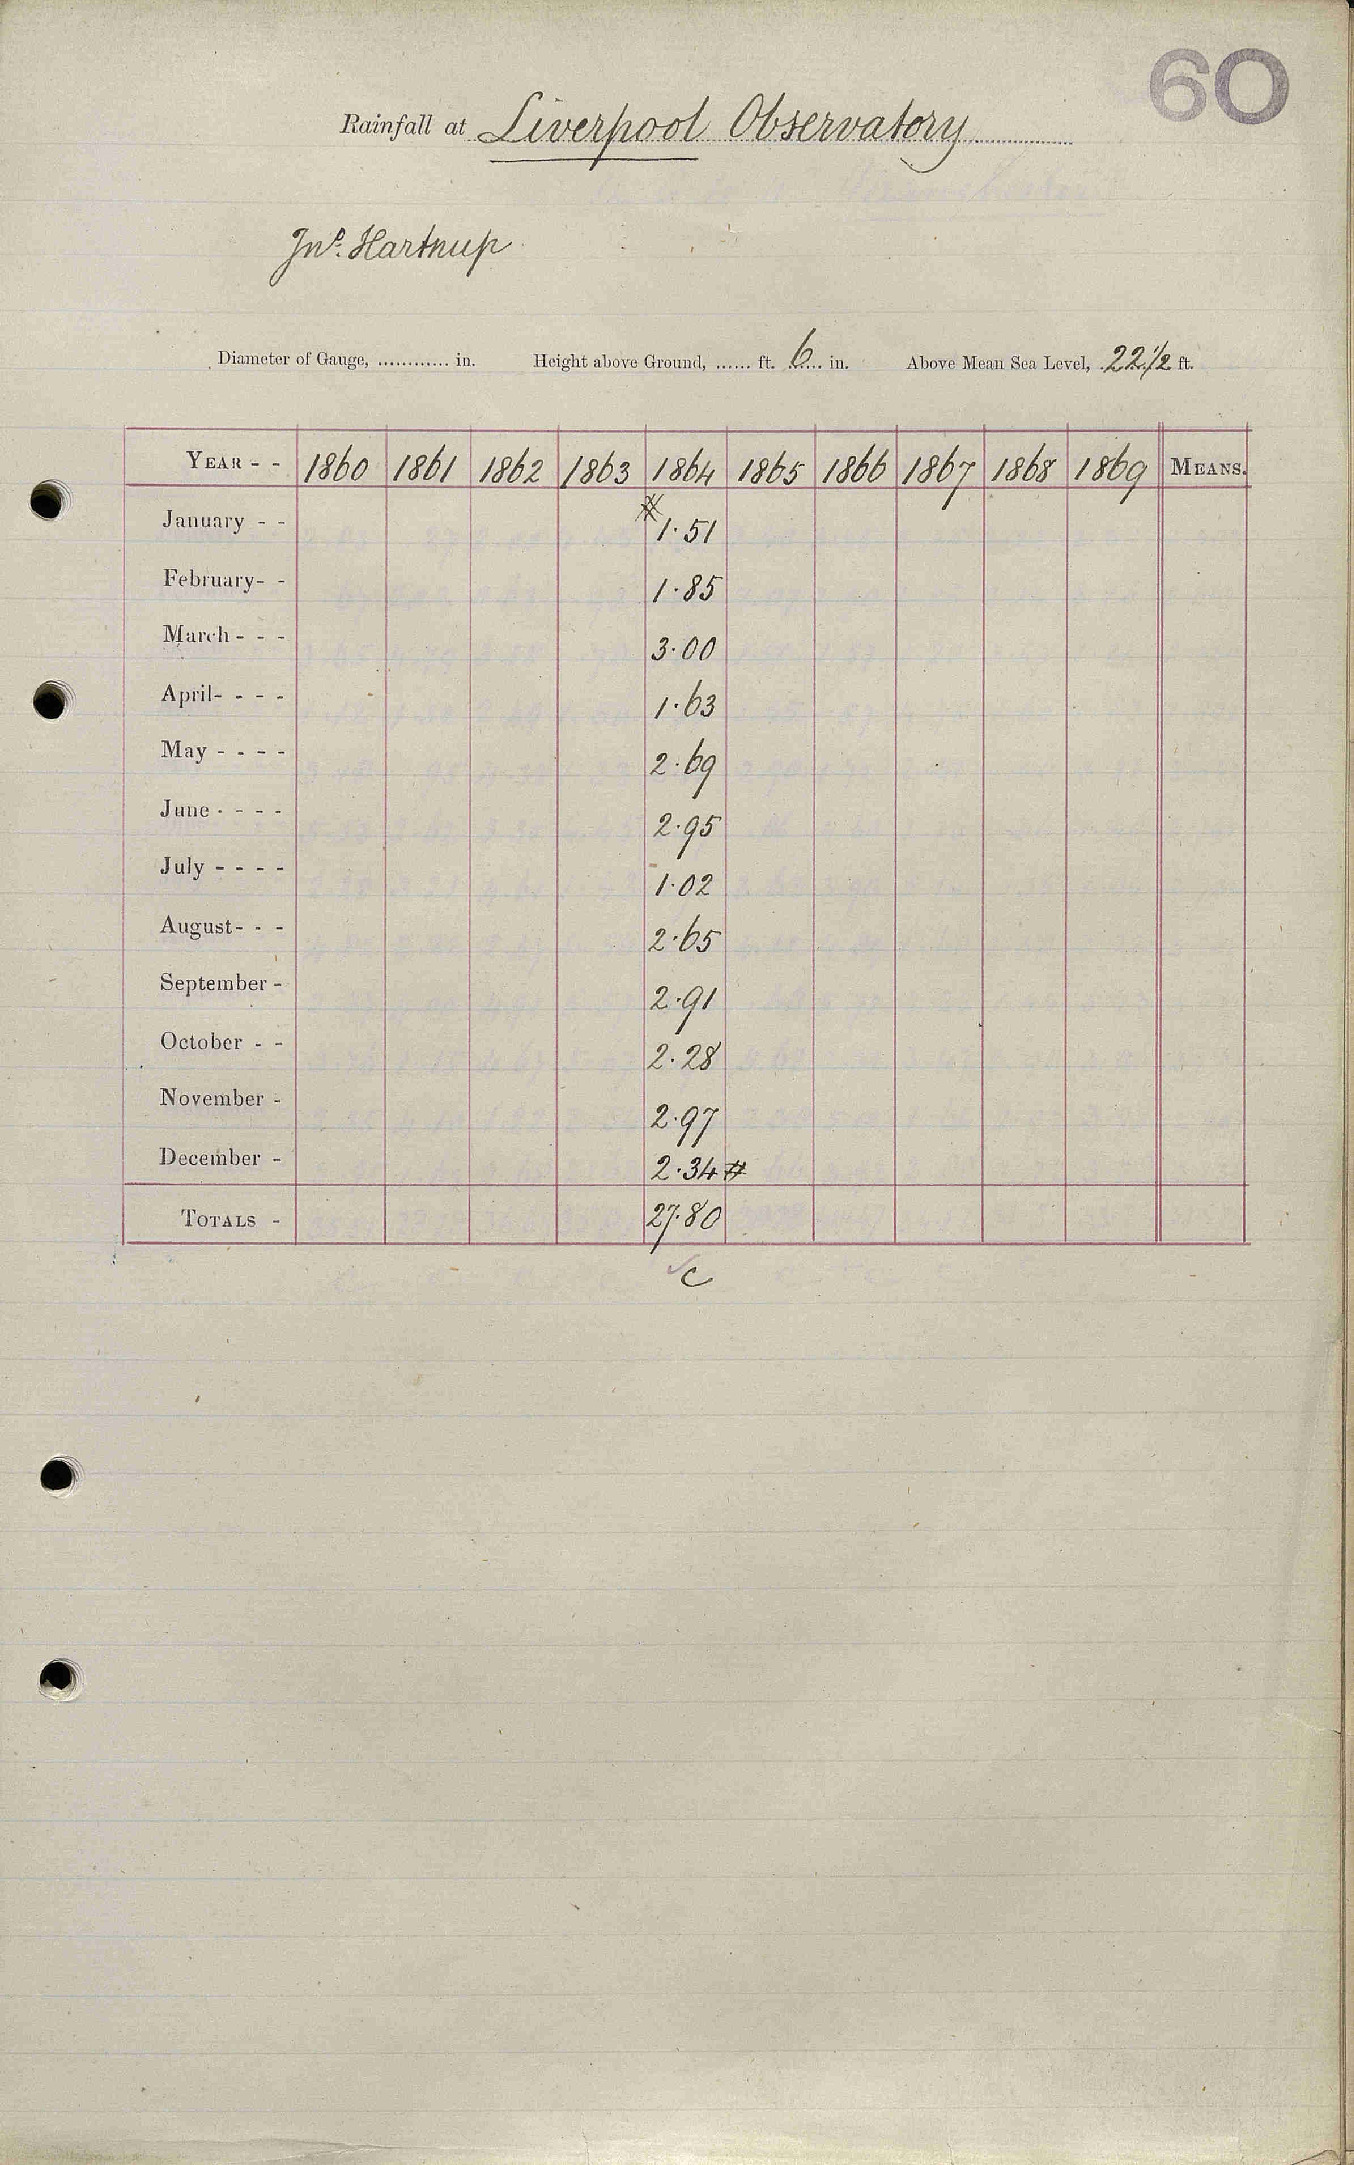 60
Rainfall at Liverpool Observatory
Jno. Hartnup
Diameter of Gauge, ............ in. Height above Ground, ...... ft. 6 in. Above Mean Sea Level, 22 1/2 ft.
YEAR - - 1860 1861 1862 1863 1864 1865 1866 1867 1868 1869 MEANS.
January - - 1.51
February - - 1.85
March - - - 3.00
April - - - - 1.63
May - - - - 2.69
June - - - - 2.95
July - - - - 1.02
August - - - 2.65
September - 2.91
October - - 2.28
November - 2.97
December - 2.34 #
TOTALS - 27.80
c